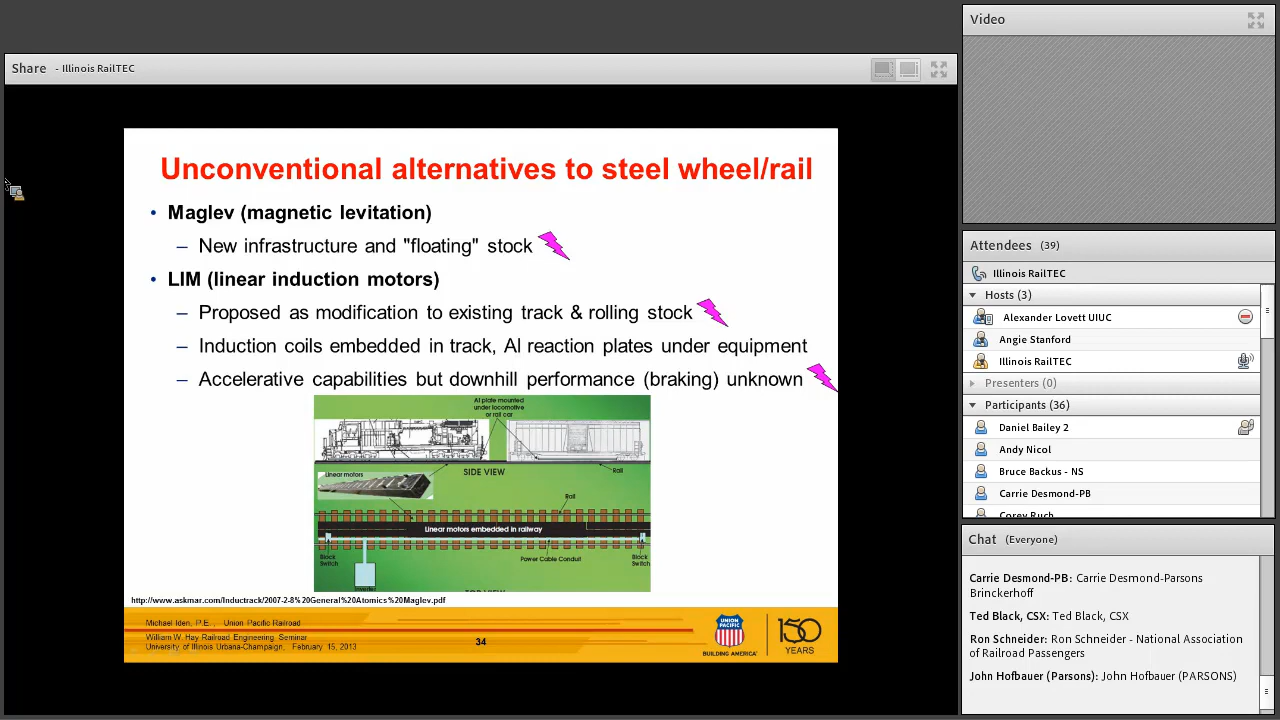 Share - Illinois RailTEC
Unconventional alternatives to steel wheel/rail
• Maglev (magnetic levitation)
– New infrastructure and "floating" stock
• LIM (linear induction motors)
– Proposed as modification to existing track & rolling stock
– Induction coils embedded in track, Al reaction plates under equipment
– Accelerative capabilities but downhill performance (braking) unknown
Al plate mounted
under locomotive
or rail car
SIDE VIEW
Rail
Linear motors
Rail
Linear motors embedded in railway
Block
Switch
Power Cable Conduit
Block
Switch
http://www.askmar.com/Inductrack/2007-2-8%20General%20Atomics%20Maglev.pdf
Michael Iden, P.E., Union Pacific Railroad
William W. Hay Railroad Engineering Seminar
University of Illinois Urbana-Champaign, February 15, 2013
34
UNION
PACIFIC
BUILDING AMERICA®
150
YEARS
Video
Attendees (39)
Illinois RailTEC
Hosts (3)
Alexander Lovett UIUC
Angie Stanford
Illinois RailTEC
Presenters (0)
Participants (36)
Daniel Bailey 2
Andy Nicol
Bruce Backus - NS
Carrie Desmond-PB
Corey Ruch
Chat (Everyone)
Carrie Desmond-PB: Carrie Desmond-Parsons
Brinckerhoff
Ted Black, CSX: Ted Black, CSX
Ron Schneider: Ron Schneider - National Association
of Railroad Passengers
John Hofbauer (Parsons): John Hofbauer (PARSONS)